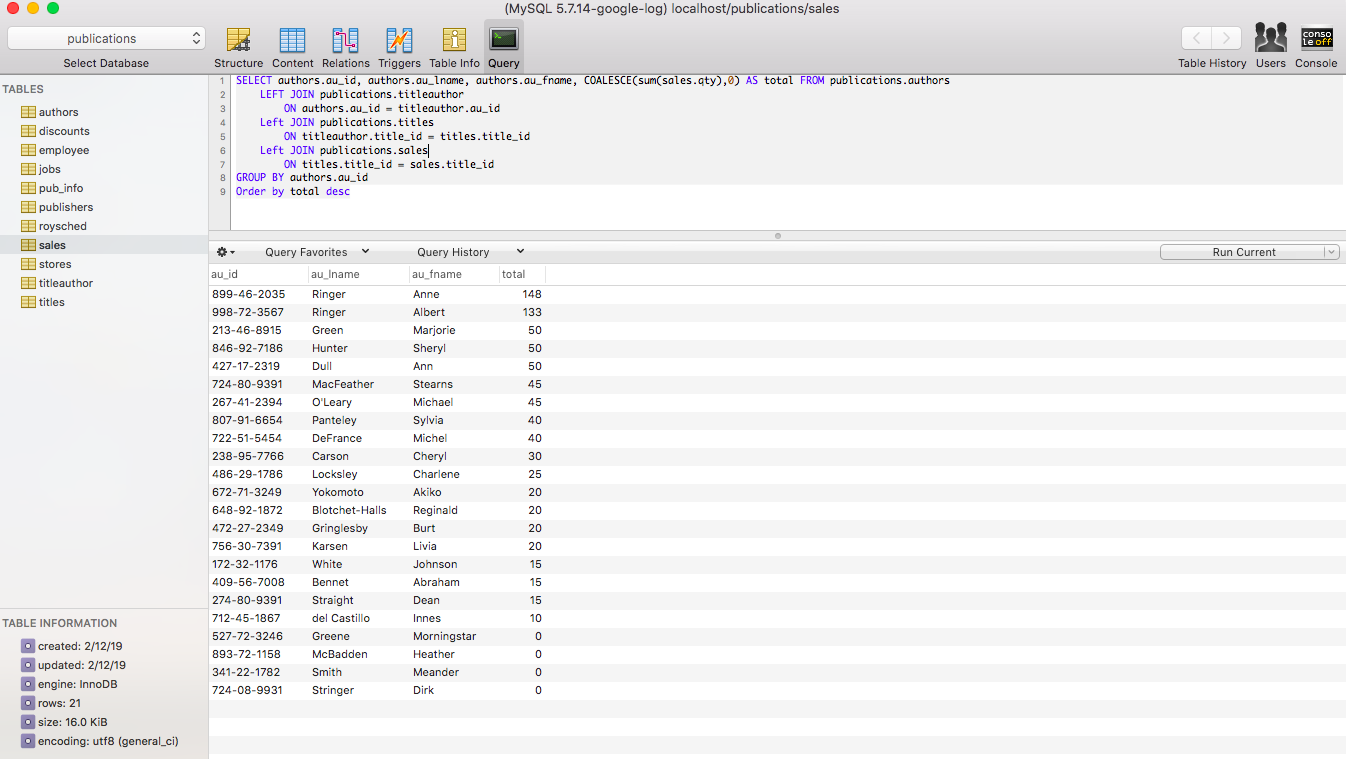 (MySQL 5.7.14-google-log) localhost/publications/sales
publications
Select Database
Structure Content Relations Triggers Table Info Query
conso
le off
Table History Users Console
TABLES
authors
discounts
employee
jobs
pub_info
publishers
roysched
sales
stores
titleauthor
titles
1 SELECT authors.au_id, authors.au_lname, authors.au_fname, COALESCE(sum(sales.qty),0) AS total FROM publications.authors
2 LEFT JOIN publications.titleauthor
3 ON authors.au_id = titleauthor.au_id
4 Left JOIN publications.titles
5 ON titleauthor.title_id = titles.title_id
6 Left JOIN publications.sales
7 ON titles.title_id = sales.title_id
8 GROUP BY authors.au_id
9 Order by total desc
Query Favorites Query History Run Current
au_id au_lname au_fname total
899-46-2035 Ringer Anne 148
998-72-3567 Ringer Albert 133
213-46-8915 Green Marjorie 50
846-92-7186 Hunter Sheryl 50
427-17-2319 Dull Ann 50
724-80-9391 MacFeather Stearns 45
267-41-2394 O'Leary Michael 45
807-91-6654 Panteley Sylvia 40
722-51-5454 DeFrance Michel 40
238-95-7766 Carson Cheryl 30
486-29-1786 Locksley Charlene 25
672-71-3249 Yokomoto Akiko 20
648-92-1872 Blotchet-Halls Reginald 20
472-27-2349 Gringlesby Burt 20
756-30-7391 Karsen Livia 20
172-32-1176 White Johnson 15
409-56-7008 Bennet Abraham 15
274-80-9391 Straight Dean 15
712-45-1867 del Castillo Innes 10
527-72-3246 Greene Morningstar 0
893-72-1158 McBadden Heather 0
341-22-1782 Smith Meander 0
724-08-9931 Stringer Dirk 0
TABLE INFORMATION
created: 2/12/19
updated: 2/12/19
engine: InnoDB
rows: 21
size: 16.0 KiB
encoding: utf8 (general_ci)